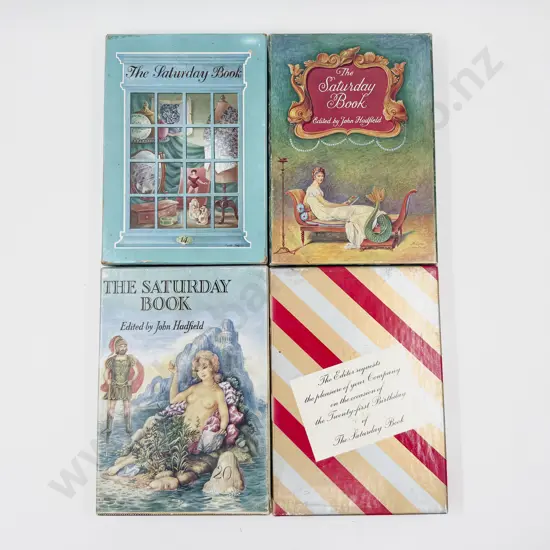 The Saturday Book
14
The
Saturday
Book
Edited by John Hadfield
THE SATURDAY
BOOK
Edited by John Hadfield
20
The Editor requests
the pleasure of your Company
on the occasion of
the Twenty-first Birthday
of
The Saturday Book